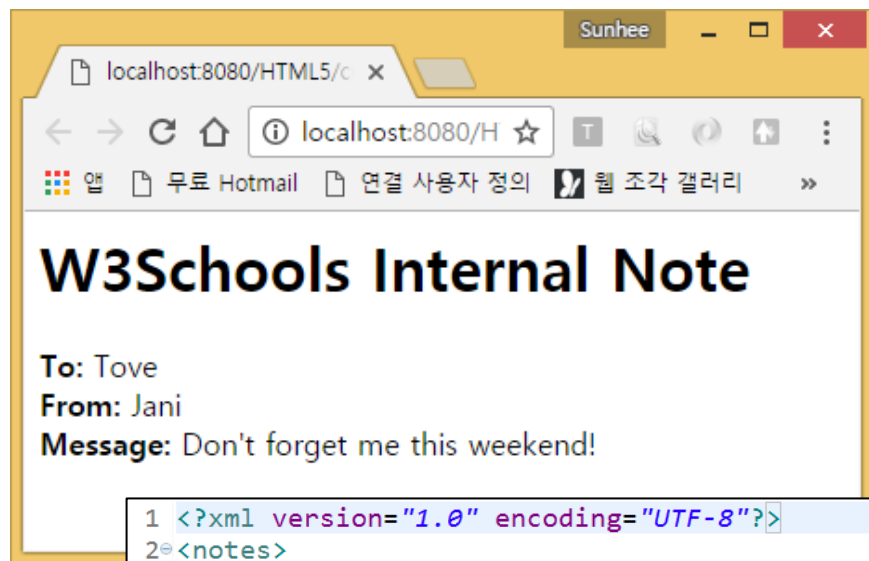 Sunhee
localhost:8080/HTML5/c
localhost:8080/H
앱 무료 Hotmail 연결 사용자 정의 웹 조각 갤러리 »
W3Schools Internal Note
To: Tove
From: Jani
Message: Don't forget me this weekend!
1 <?xml version="1.0" encoding="UTF-8"?>
2 <notes>